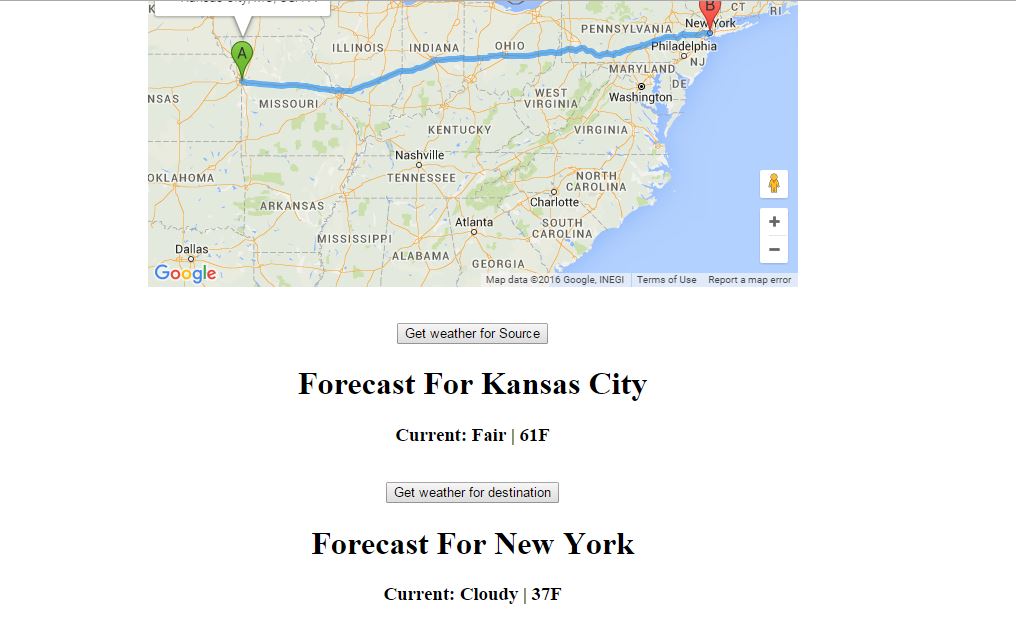 K
CT
RI
B
New York
PENNSYLVANIA
A
ILLINOIS
INDIANA
OHIO
Philadelphia
NJ
MARYLAND
DE
NSAS
MISSOURI
WEST
VIRGINIA
Washington
KENTUCKY
VIRGINIA
Nashville
TENNESSEE
OKLAHOMA
NORTH
CAROLINA
ARKANSAS
Charlotte
Atlanta
SOUTH
CAROLINA
MISSISSIPPI
Dallas
ALABAMA
GEORGIA
+
−
Google
Map data ©2016 Google, INEGI
Terms of Use
Report a map error
Get weather for Source
Forecast For Kansas City
Current: Fair | 61F
Get weather for destination
Forecast For New York
Current: Cloudy | 37F